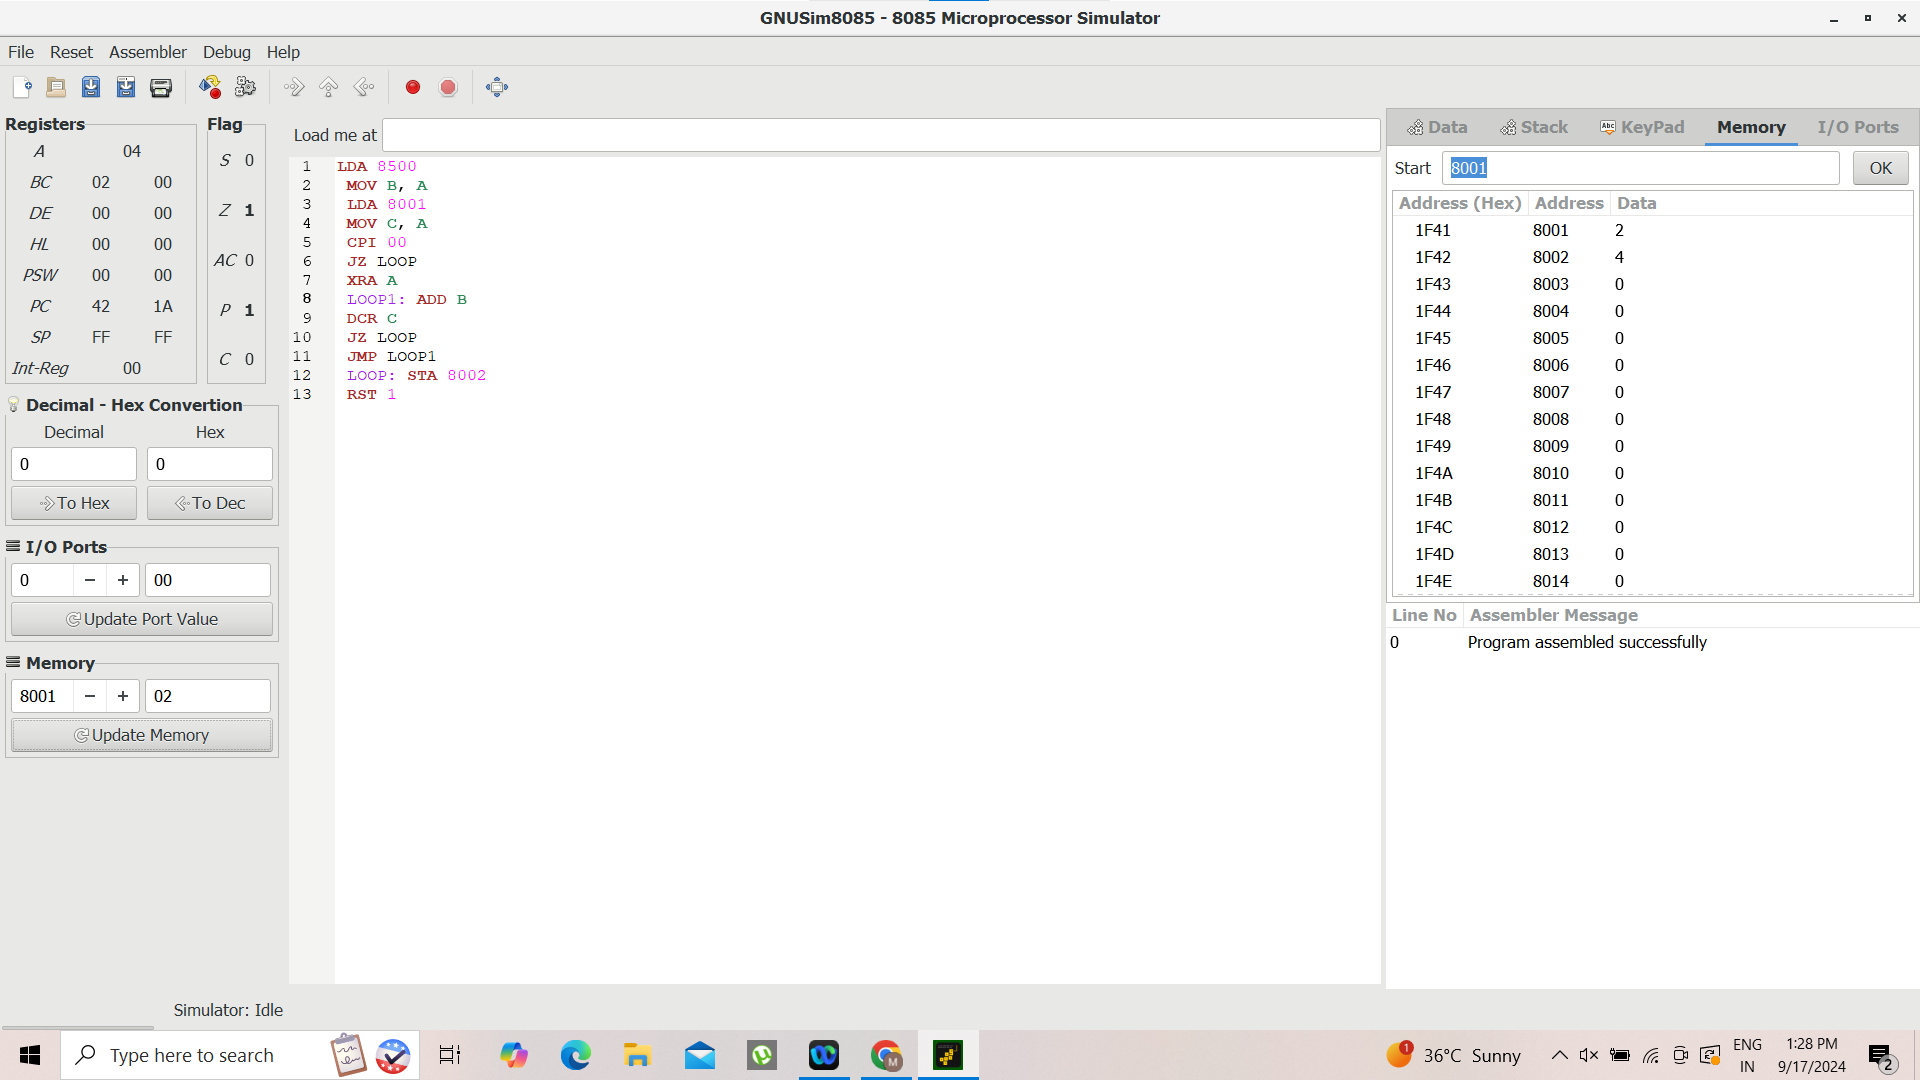 GNUSim8085 - 8085 Microprocessor Simulator
File Reset Assembler Debug Help
Registers
A 04
BC 02 00
DE 00 00
HL 00 00
PSW 00 00
PC 42 1A
SP FF FF
Int-Reg 00
Flag
S 0
Z 1
AC 0
P 1
C 0
Decimal - Hex Convertion
Decimal Hex
0 0
To Hex To Dec
I/O Ports
0 − + 00
Update Port Value
Memory
8001 − + 02
Update Memory
Load me at
1 LDA 8500
2 MOV B, A
3 LDA 8001
4 MOV C, A
5 CPI 00
6 JZ LOOP
7 XRA A
8 LOOP1: ADD B
9 DCR C
10 JZ LOOP
11 JMP LOOP1
12 LOOP: STA 8002
13 RST 1
Data Stack Abc KeyPad Memory I/O Ports
Start 8001 OK
Address (Hex) Address Data
1F41 8001 2
1F42 8002 4
1F43 8003 0
1F44 8004 0
1F45 8005 0
1F46 8006 0
1F47 8007 0
1F48 8008 0
1F49 8009 0
1F4A 8010 0
1F4B 8011 0
1F4C 8012 0
1F4D 8013 0
1F4E 8014 0
Line No Assembler Message
0 Program assembled successfully
Simulator: Idle
Type here to search
M
1
36°C Sunny
ENG
IN
1:28 PM
9/17/2024
2